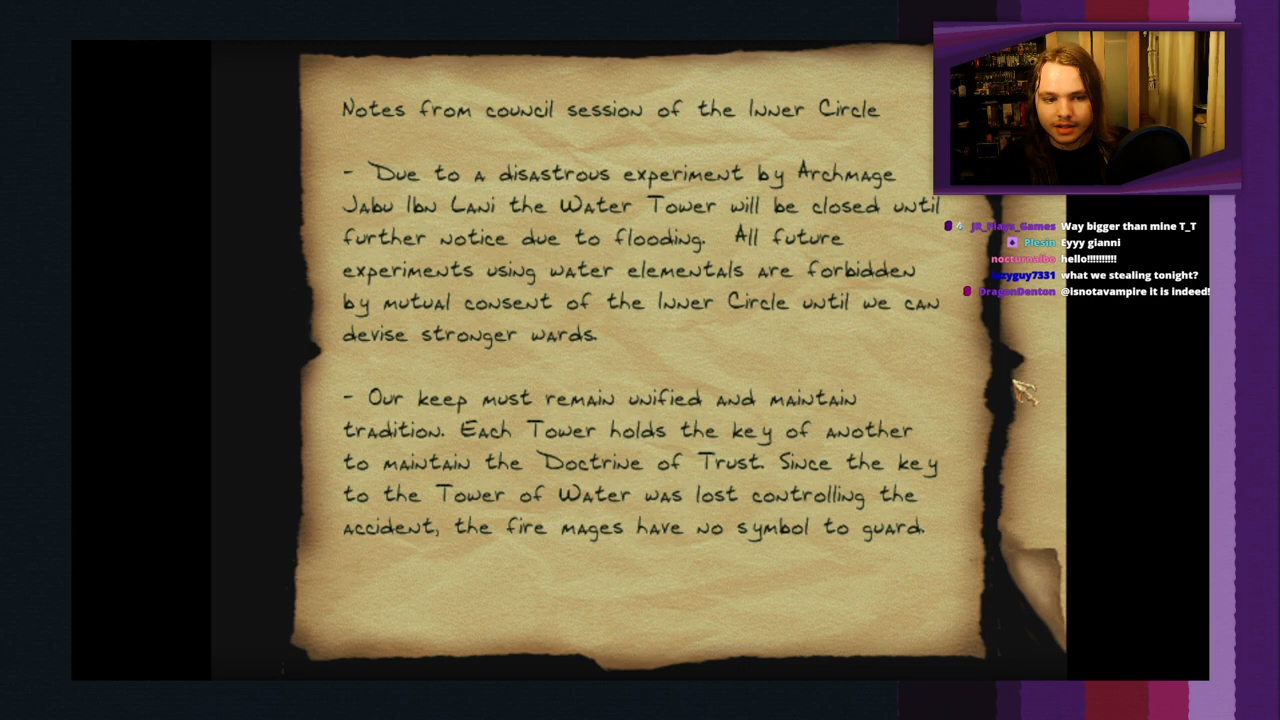 Notes from council session of the Inner Circle
- Due to a disastrous experiment by Archmage
Jabu Ibn Lani the Water Tower will be closed until
further notice due to flooding. All future
experiments using water elementals are forbidden
by mutual consent of the Inner Circle until we can
devise stronger wards.
- Our keep must remain unified and maintain
tradition. Each Tower holds the key of another
to maintain the Doctrine of Trust. Since the key
to the Tower of Water was lost controlling the
accident, the fire mages have no symbol to guard.
JR_Plays_Games Way bigger than mine T_T
Plesin Eyyy gianni
nocturnalbo hello!!!!!!!!!!
what we stealing tonight?
DragonDenton @isnotavampire it is indeed!